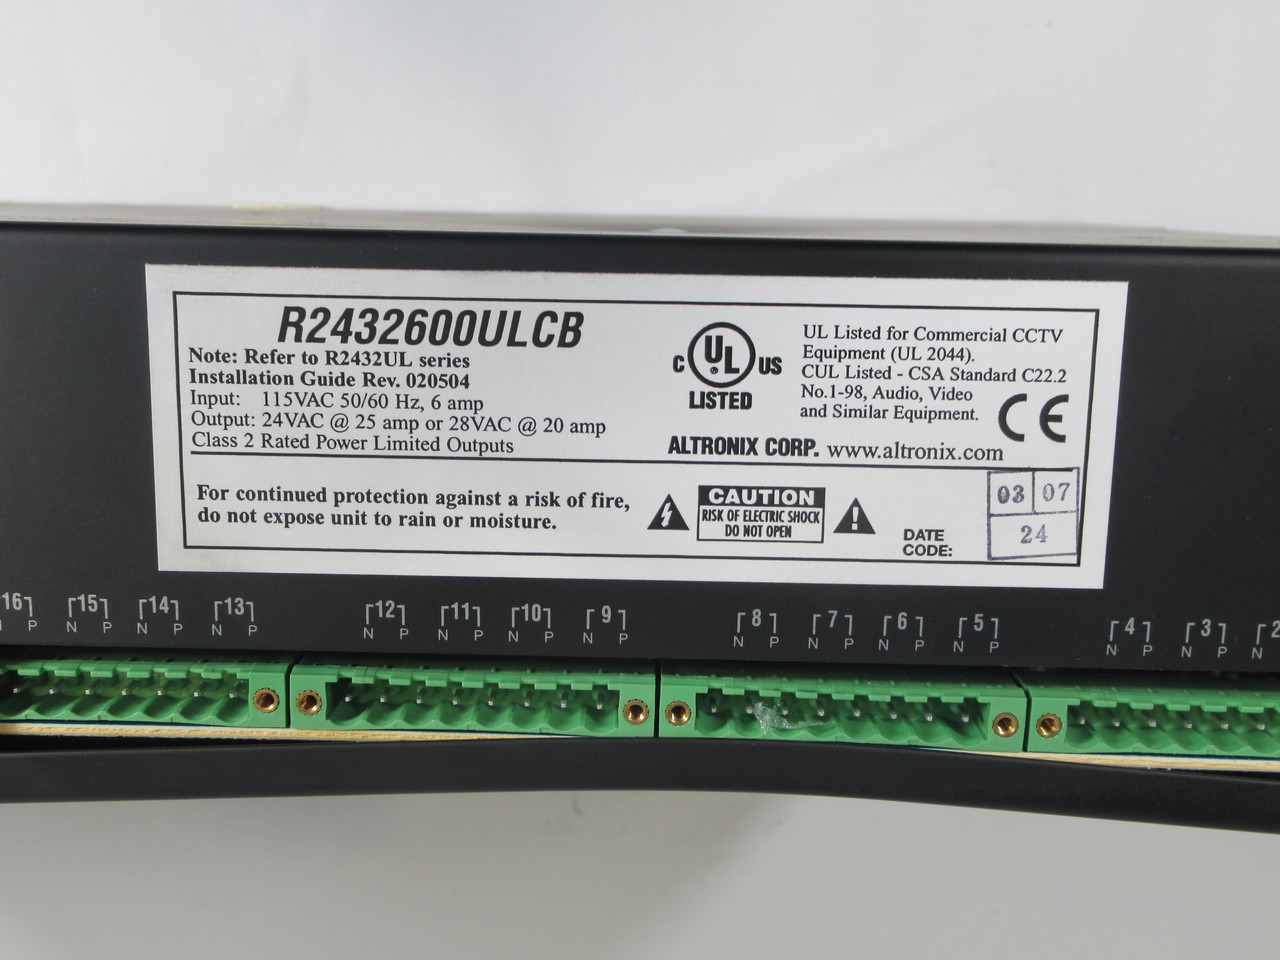 R2432600ULCB
Note: Refer to R2432UL series
Installation Guide Rev. 020504
Input: 115VAC 50/60 Hz, 6 amp
Output: 24VAC @ 25 amp or 28VAC @ 20 amp
Class 2 Rated Power Limited Outputs
C UL US
LISTED
UL Listed for Commercial CCTV
Equipment (UL 2044).
CUL Listed - CSA Standard C22.2
No.1-98, Audio, Video
and Similar Equipment.
CE
ALTRONIX CORP. www.altronix.com
For continued protection against a risk of fire,
do not expose unit to rain or moisture.
CAUTION
RISK OF ELECTRIC SHOCK
DO NOT OPEN
!
DATE
CODE:
03 07
24
16 15 14 13 12 11 10 9 8 7 6 5 4 3 2
P N P N P N P N P N P N P N P N P N P N P N P N P N P N